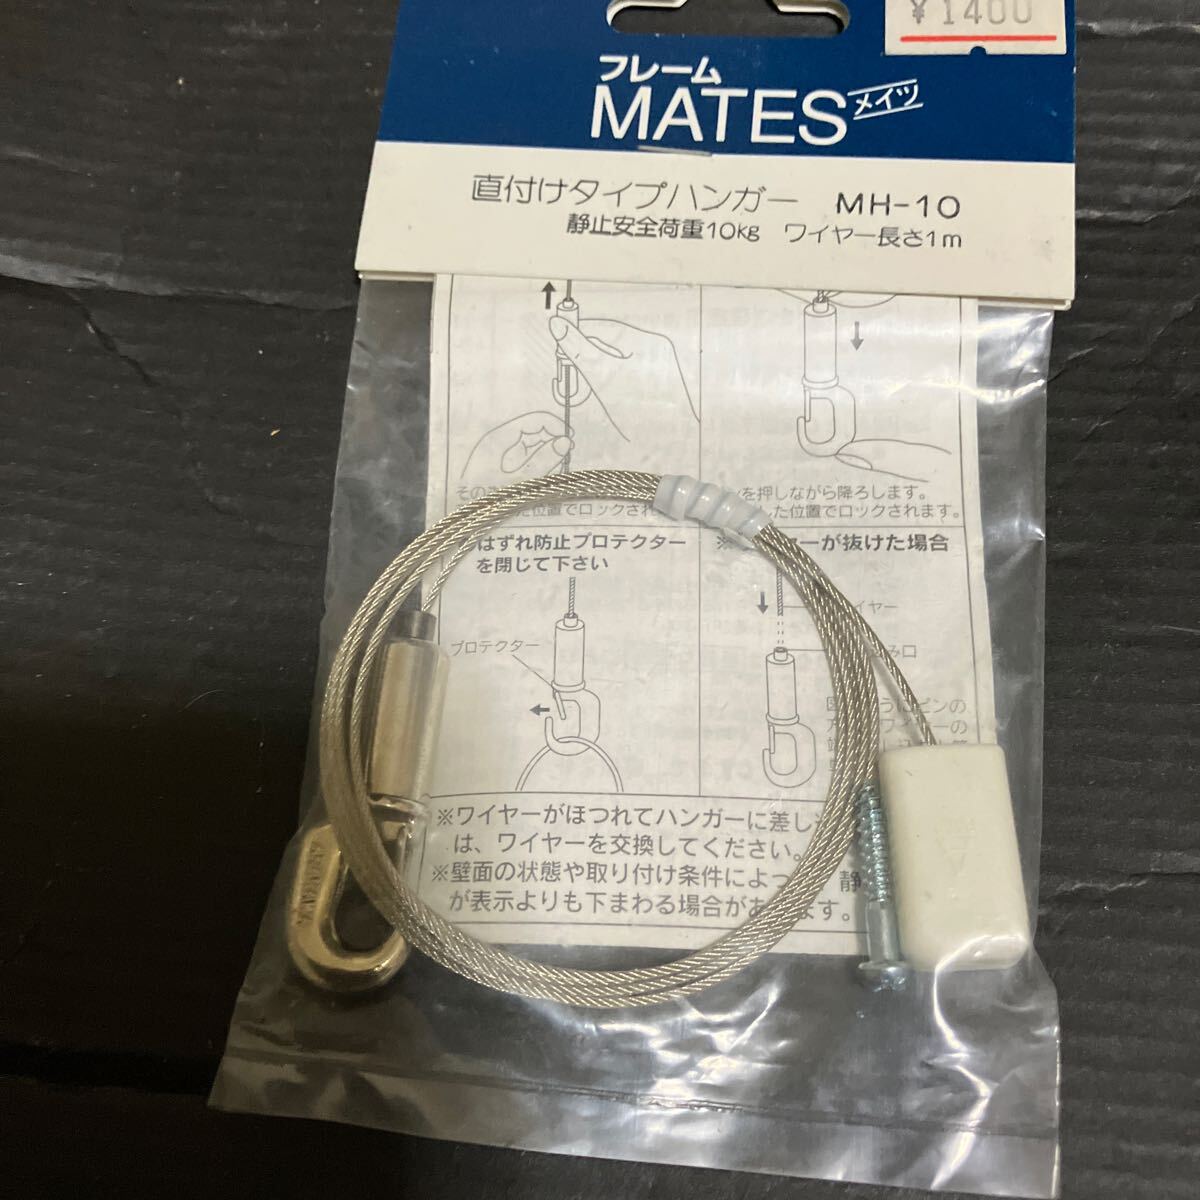 ¥1400
フレーム
MATES メイツ
直付けタイプハンガー MH-10
静止安全荷重10kg ワイヤー長さ1m
を押しながら降ろします。
位置でロックされ
した位置でロックされます。
はずれ防止プロテクター
を閉じて下さい
が抜けた場合
プロテクター
※ワイヤーがほつれてハンガーに差し
は、ワイヤーを交換してください。
※壁面の状態や取り付け条件によっ 静
が表示よりも下まわる場合があ ます。